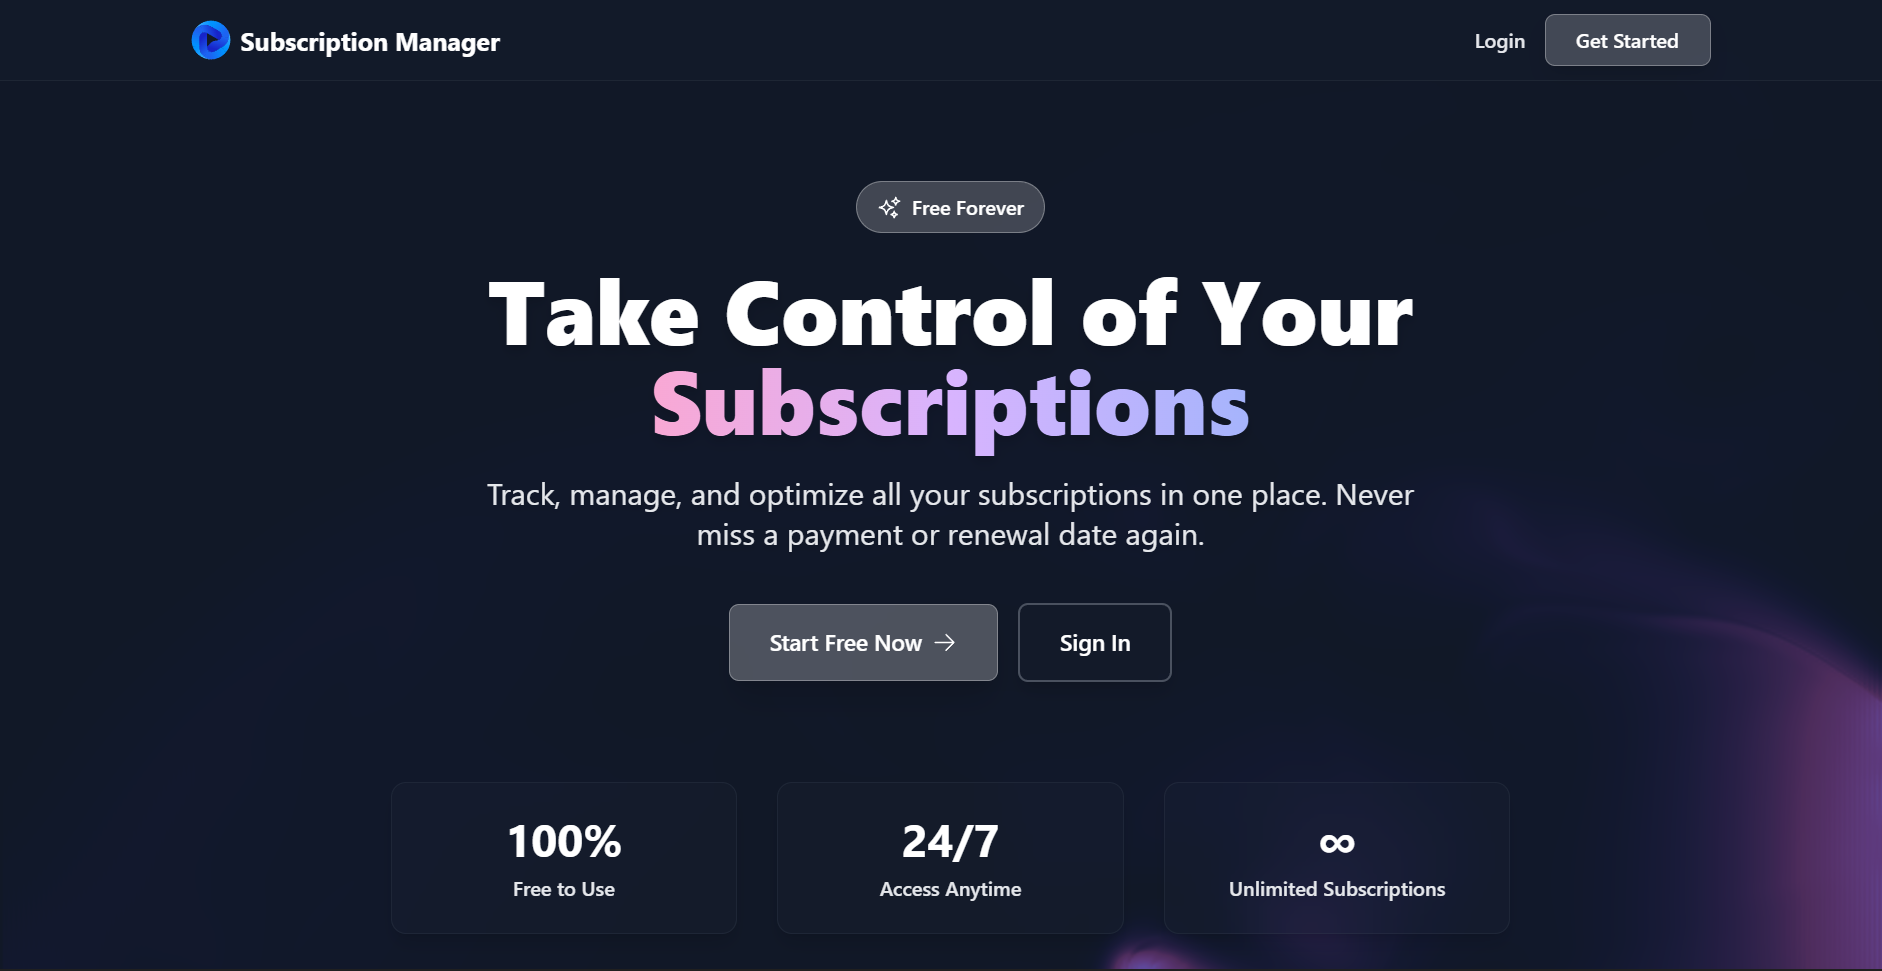 Subscription Manager
Login
Get Started
Free Forever
Take Control of Your
Subscriptions
Track, manage, and optimize all your subscriptions in one place. Never
miss a payment or renewal date again.
Start Free Now →
Sign In
100%
Free to Use
24/7
Access Anytime
∞
Unlimited Subscriptions